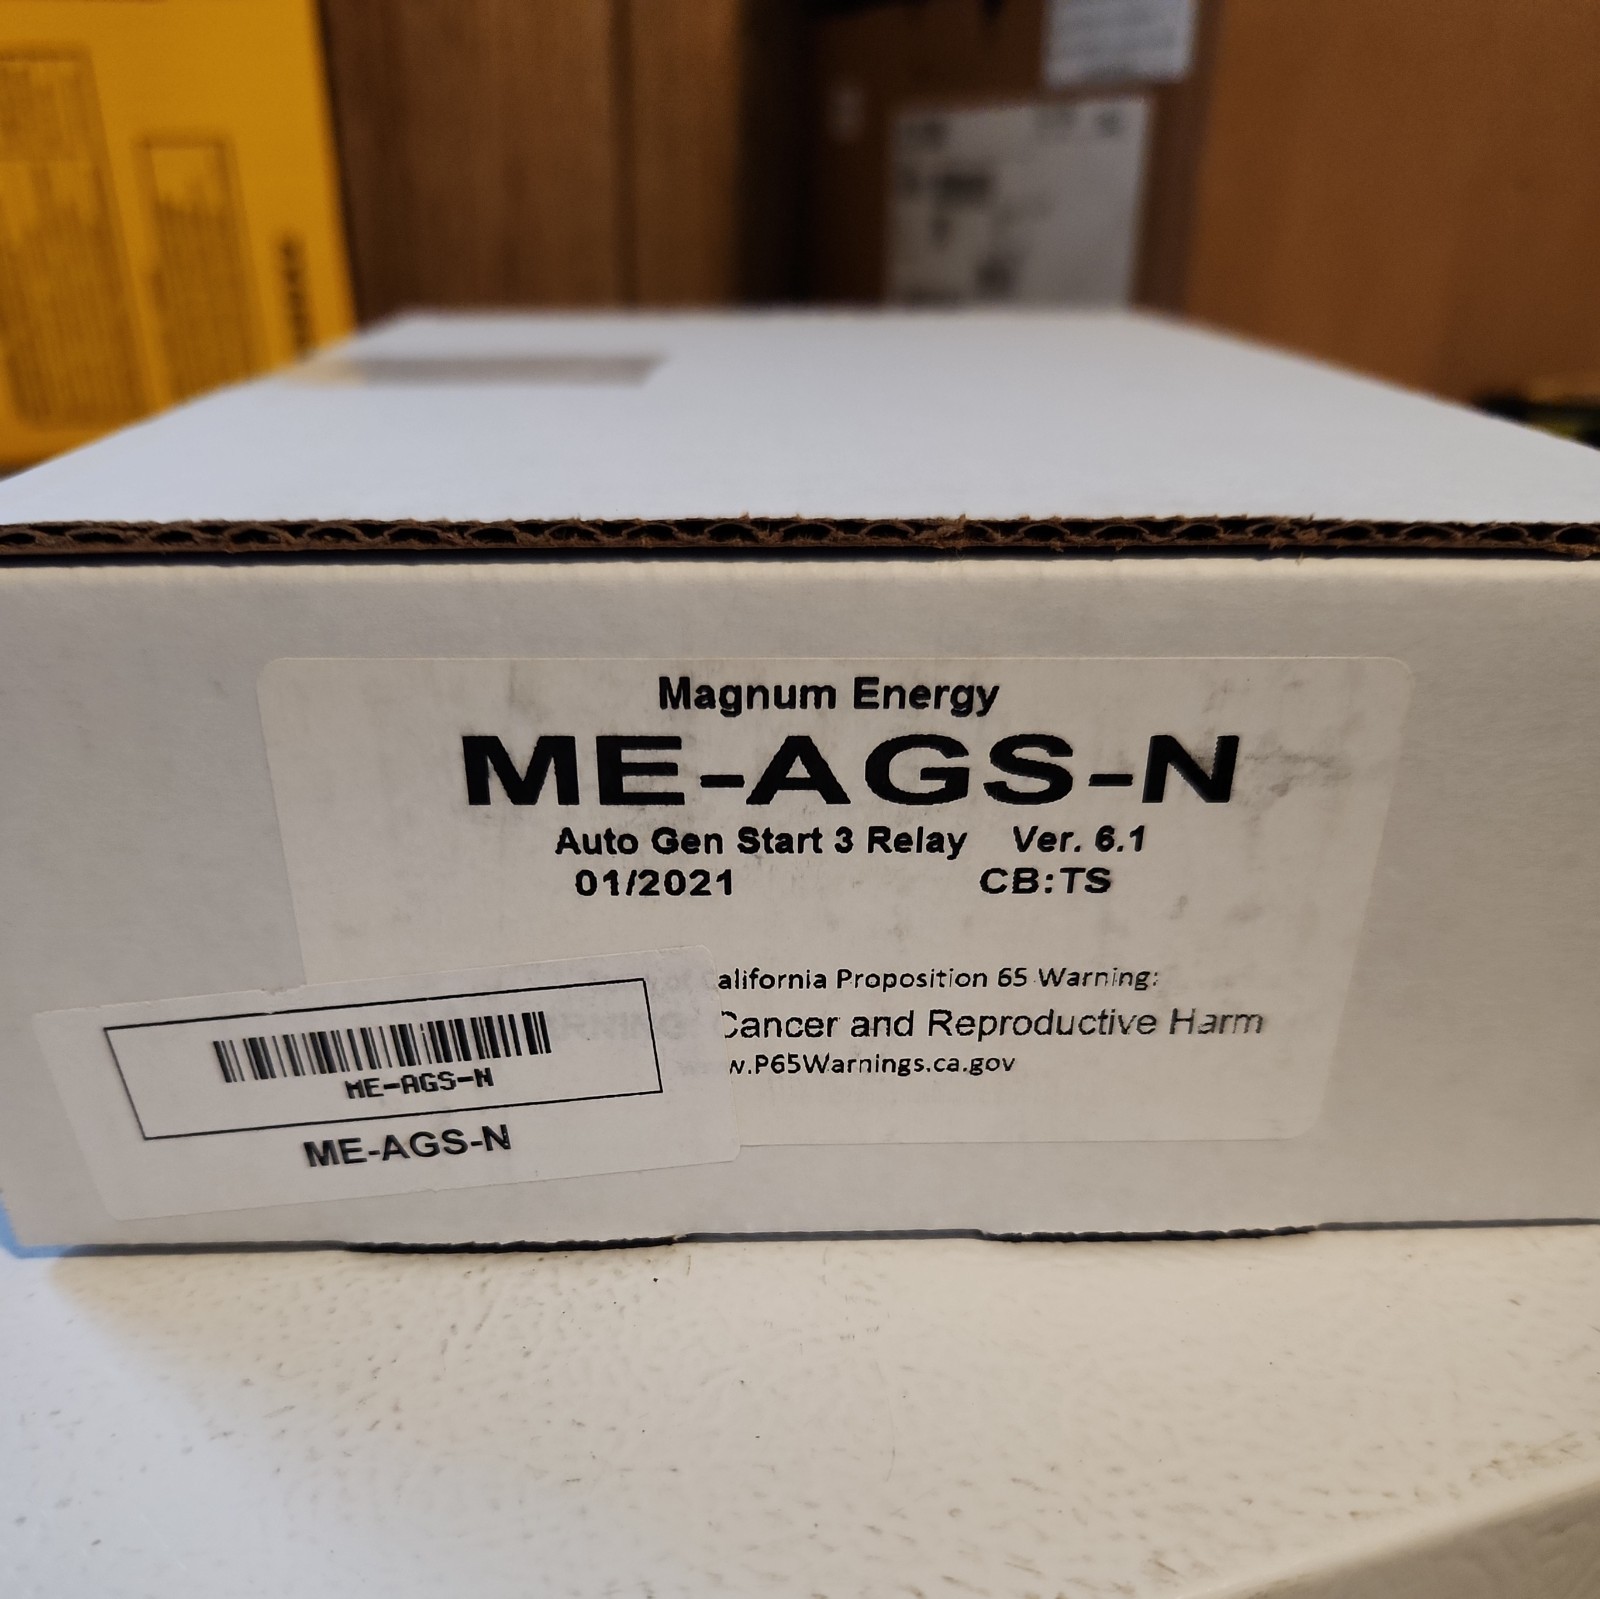 Magnum Energy
ME-AGS-N
Auto Gen Start 3 Relay Ver. 6.1
01/2021 CB:TS
alifornia Proposition 65 Warning:
Cancer and Reproductive Harm
w.P65Warnings.ca.gov
ME-AGS-N
ME-AGS-N